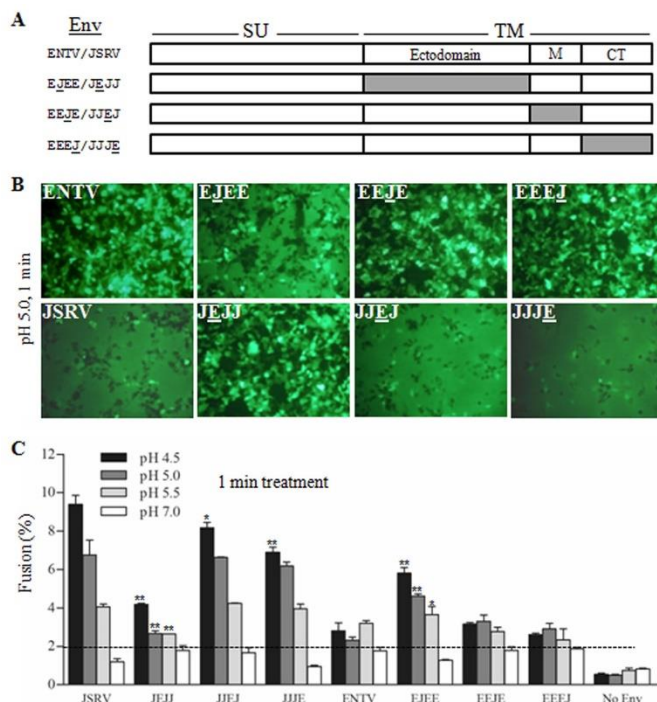 A
Env
SU
TM
ENTV/JSRV
Ectodomain
M
CT
EJEE/JEJJ
EEJE/JJEJ
EEEJ/JJJE
B
pH 5.0, 1 min
ENTV
EJEE
EEJE
EEEJ
JSRV
JEJJ
JJEJ
JJJE
C
Fusion (%)
12
10
8
6
4
2
0
pH 4.5
pH 5.0
pH 5.5
pH 7.0
1 min treatment
**
** **
*
**
**
**
*
JSRV JEJJ JJEJ JJJE ENTV EJEE EEJE EEEJ No Env